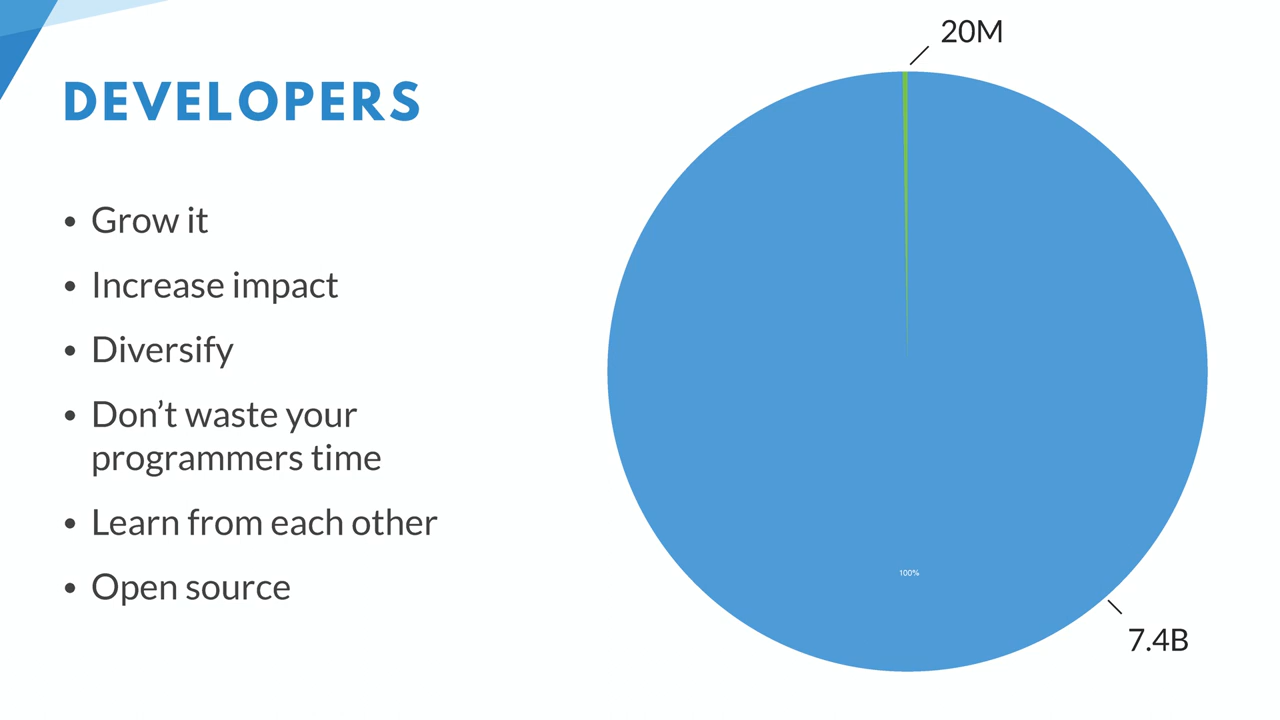 DEVELOPERS
• Grow it
• Increase impact
• Diversify
• Don’t waste your
programmers time
• Learn from each other
• Open source
20M
100%
7.4B